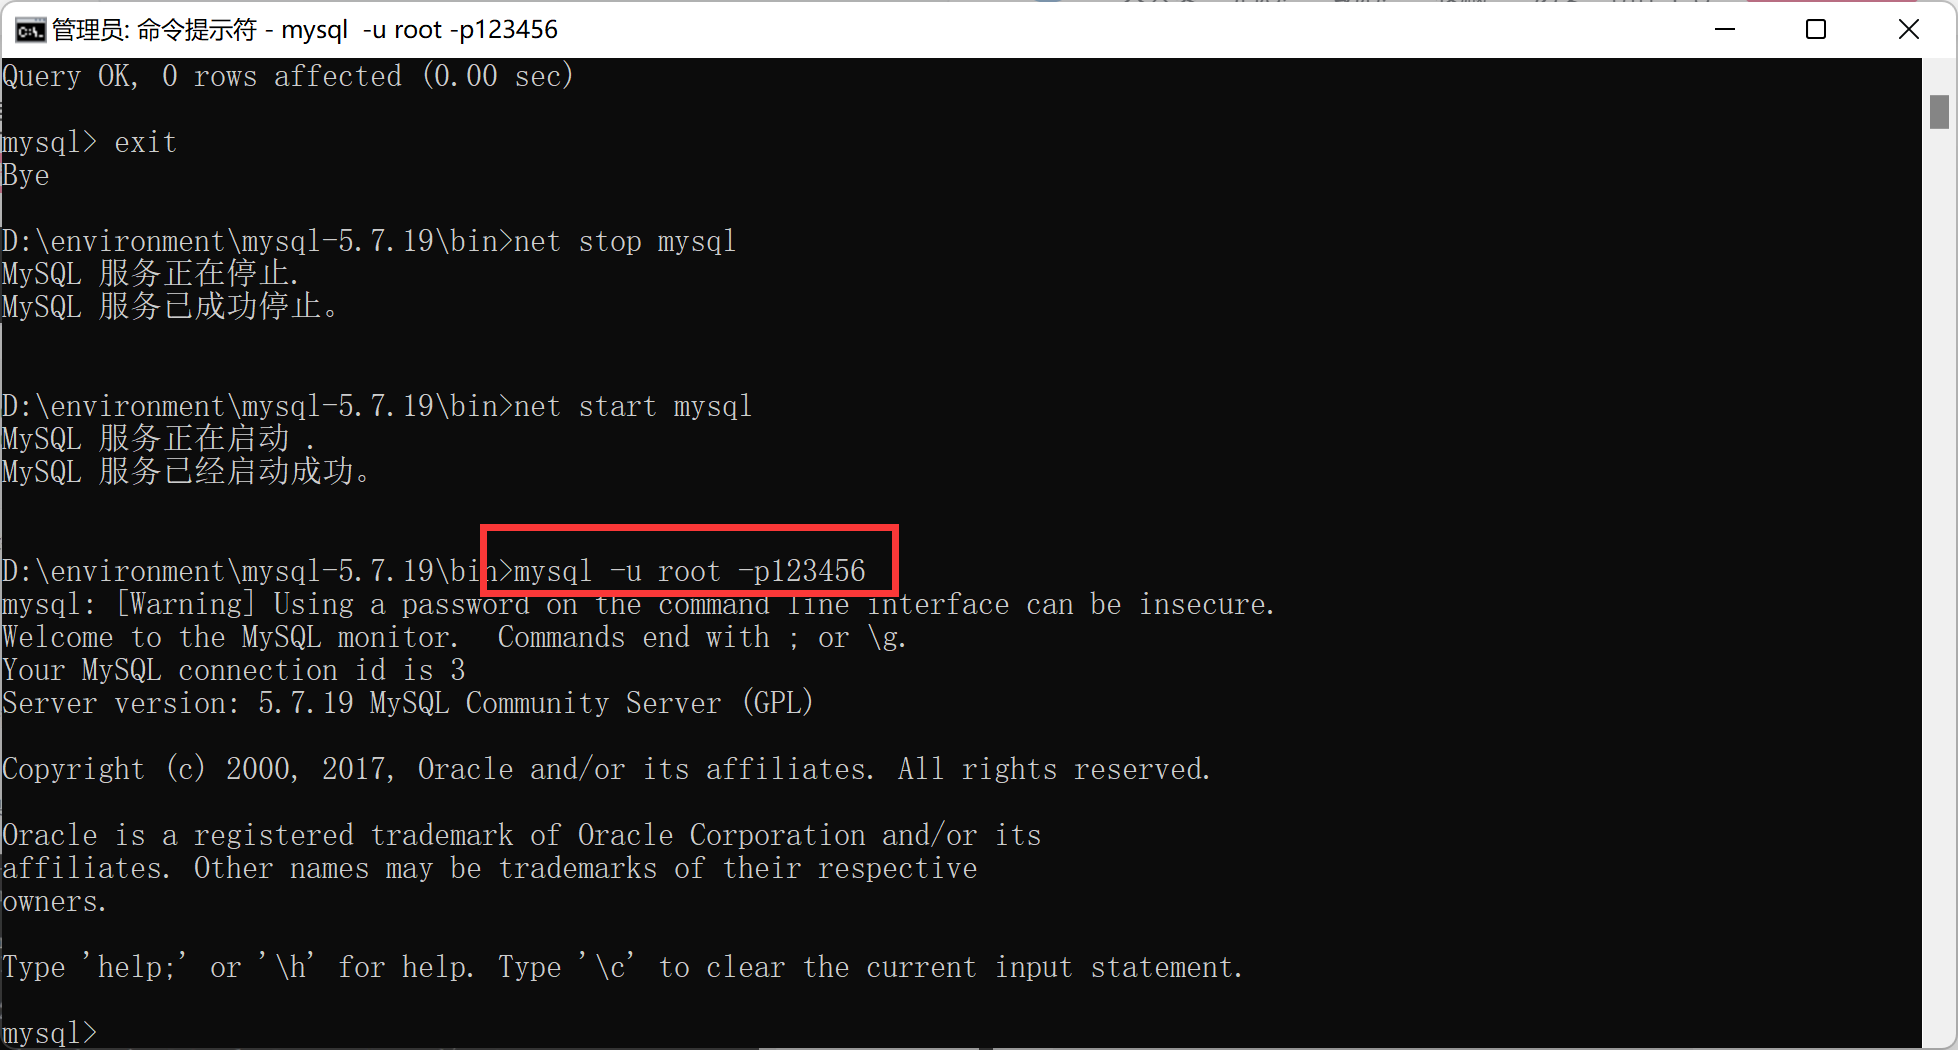 管理员: 命令提示符 - mysql  -u root -p123456
Query OK, 0 rows affected (0.00 sec)
mysql> exit
Bye
D:\environment\mysql-5.7.19\bin>net stop mysql
MySQL 服务正在停止.
MySQL 服务已成功停止。
D:\environment\mysql-5.7.19\bin>net start mysql
MySQL 服务正在启动 .
MySQL 服务已经启动成功。
D:\environment\mysql-5.7.19\bin>mysql -u root -p123456
mysql: [Warning] Using a password on the command line interface can be insecure.
Welcome to the MySQL monitor.  Commands end with ; or \g.
Your MySQL connection id is 3
Server version: 5.7.19 MySQL Community Server (GPL)
Copyright (c) 2000, 2017, Oracle and/or its affiliates. All rights reserved.
Oracle is a registered trademark of Oracle Corporation and/or its
affiliates. Other names may be trademarks of their respective
owners.
Type 'help;' or '\h' for help. Type '\c' to clear the current input statement.
mysql>